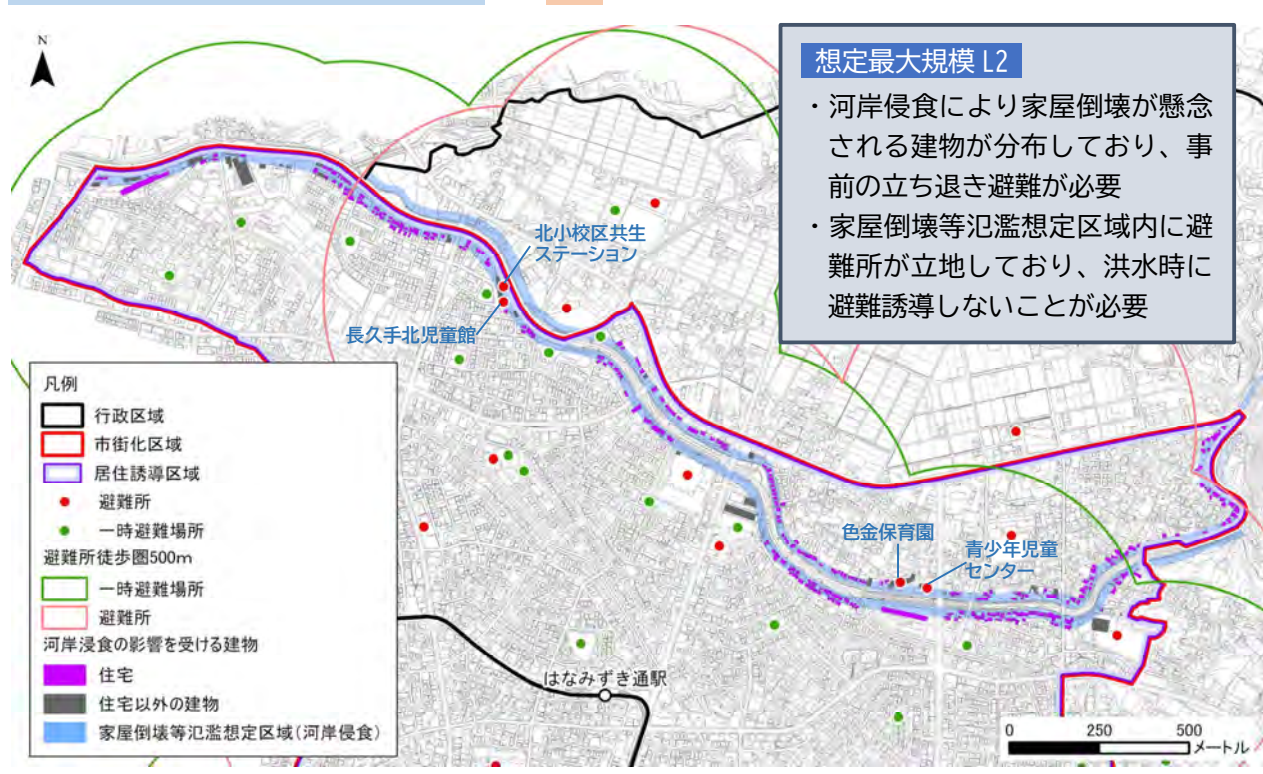 N
想定最大規模 L2
・河岸侵食により家屋倒壊が懸念
される建物が分布しており、事
前の立ち退き避難が必要
・家屋倒壊等氾濫想定区域内に避
難所が立地しており、洪水時に
避難誘導しないことが必要
北小校区共生
ステーション
長久手北児童館
色金保育園
青少年児童
センター
はなみずき通駅
凡例
行政区域
市街化区域
居住誘導区域
避難所
一時避難場所
避難所徒歩圏500m
一時避難場所
避難所
河岸浸食の影響を受ける建物
住宅
住宅以外の建物
家屋倒壊等氾濫想定区域(河岸侵食)
0 250 500
メートル